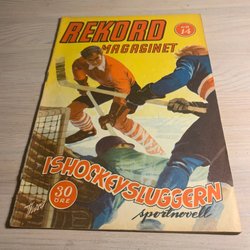 REKORD
MAGASINET
14
ISHOCKEYSLUGGERN
sportnovell
30
ÖRE